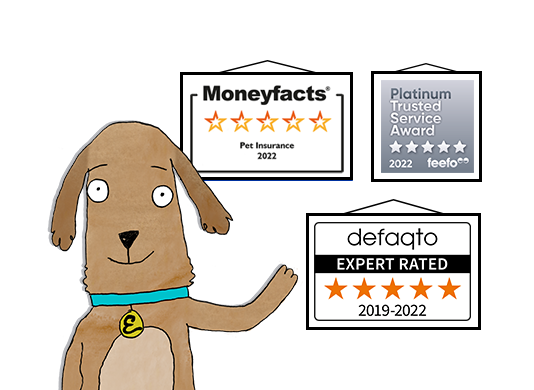 Moneyfacts®
Pet Insurance
2022
Platinum
Trusted
Service
Award
2022 feefo
defaqto
EXPERT RATED
2019-2022
E